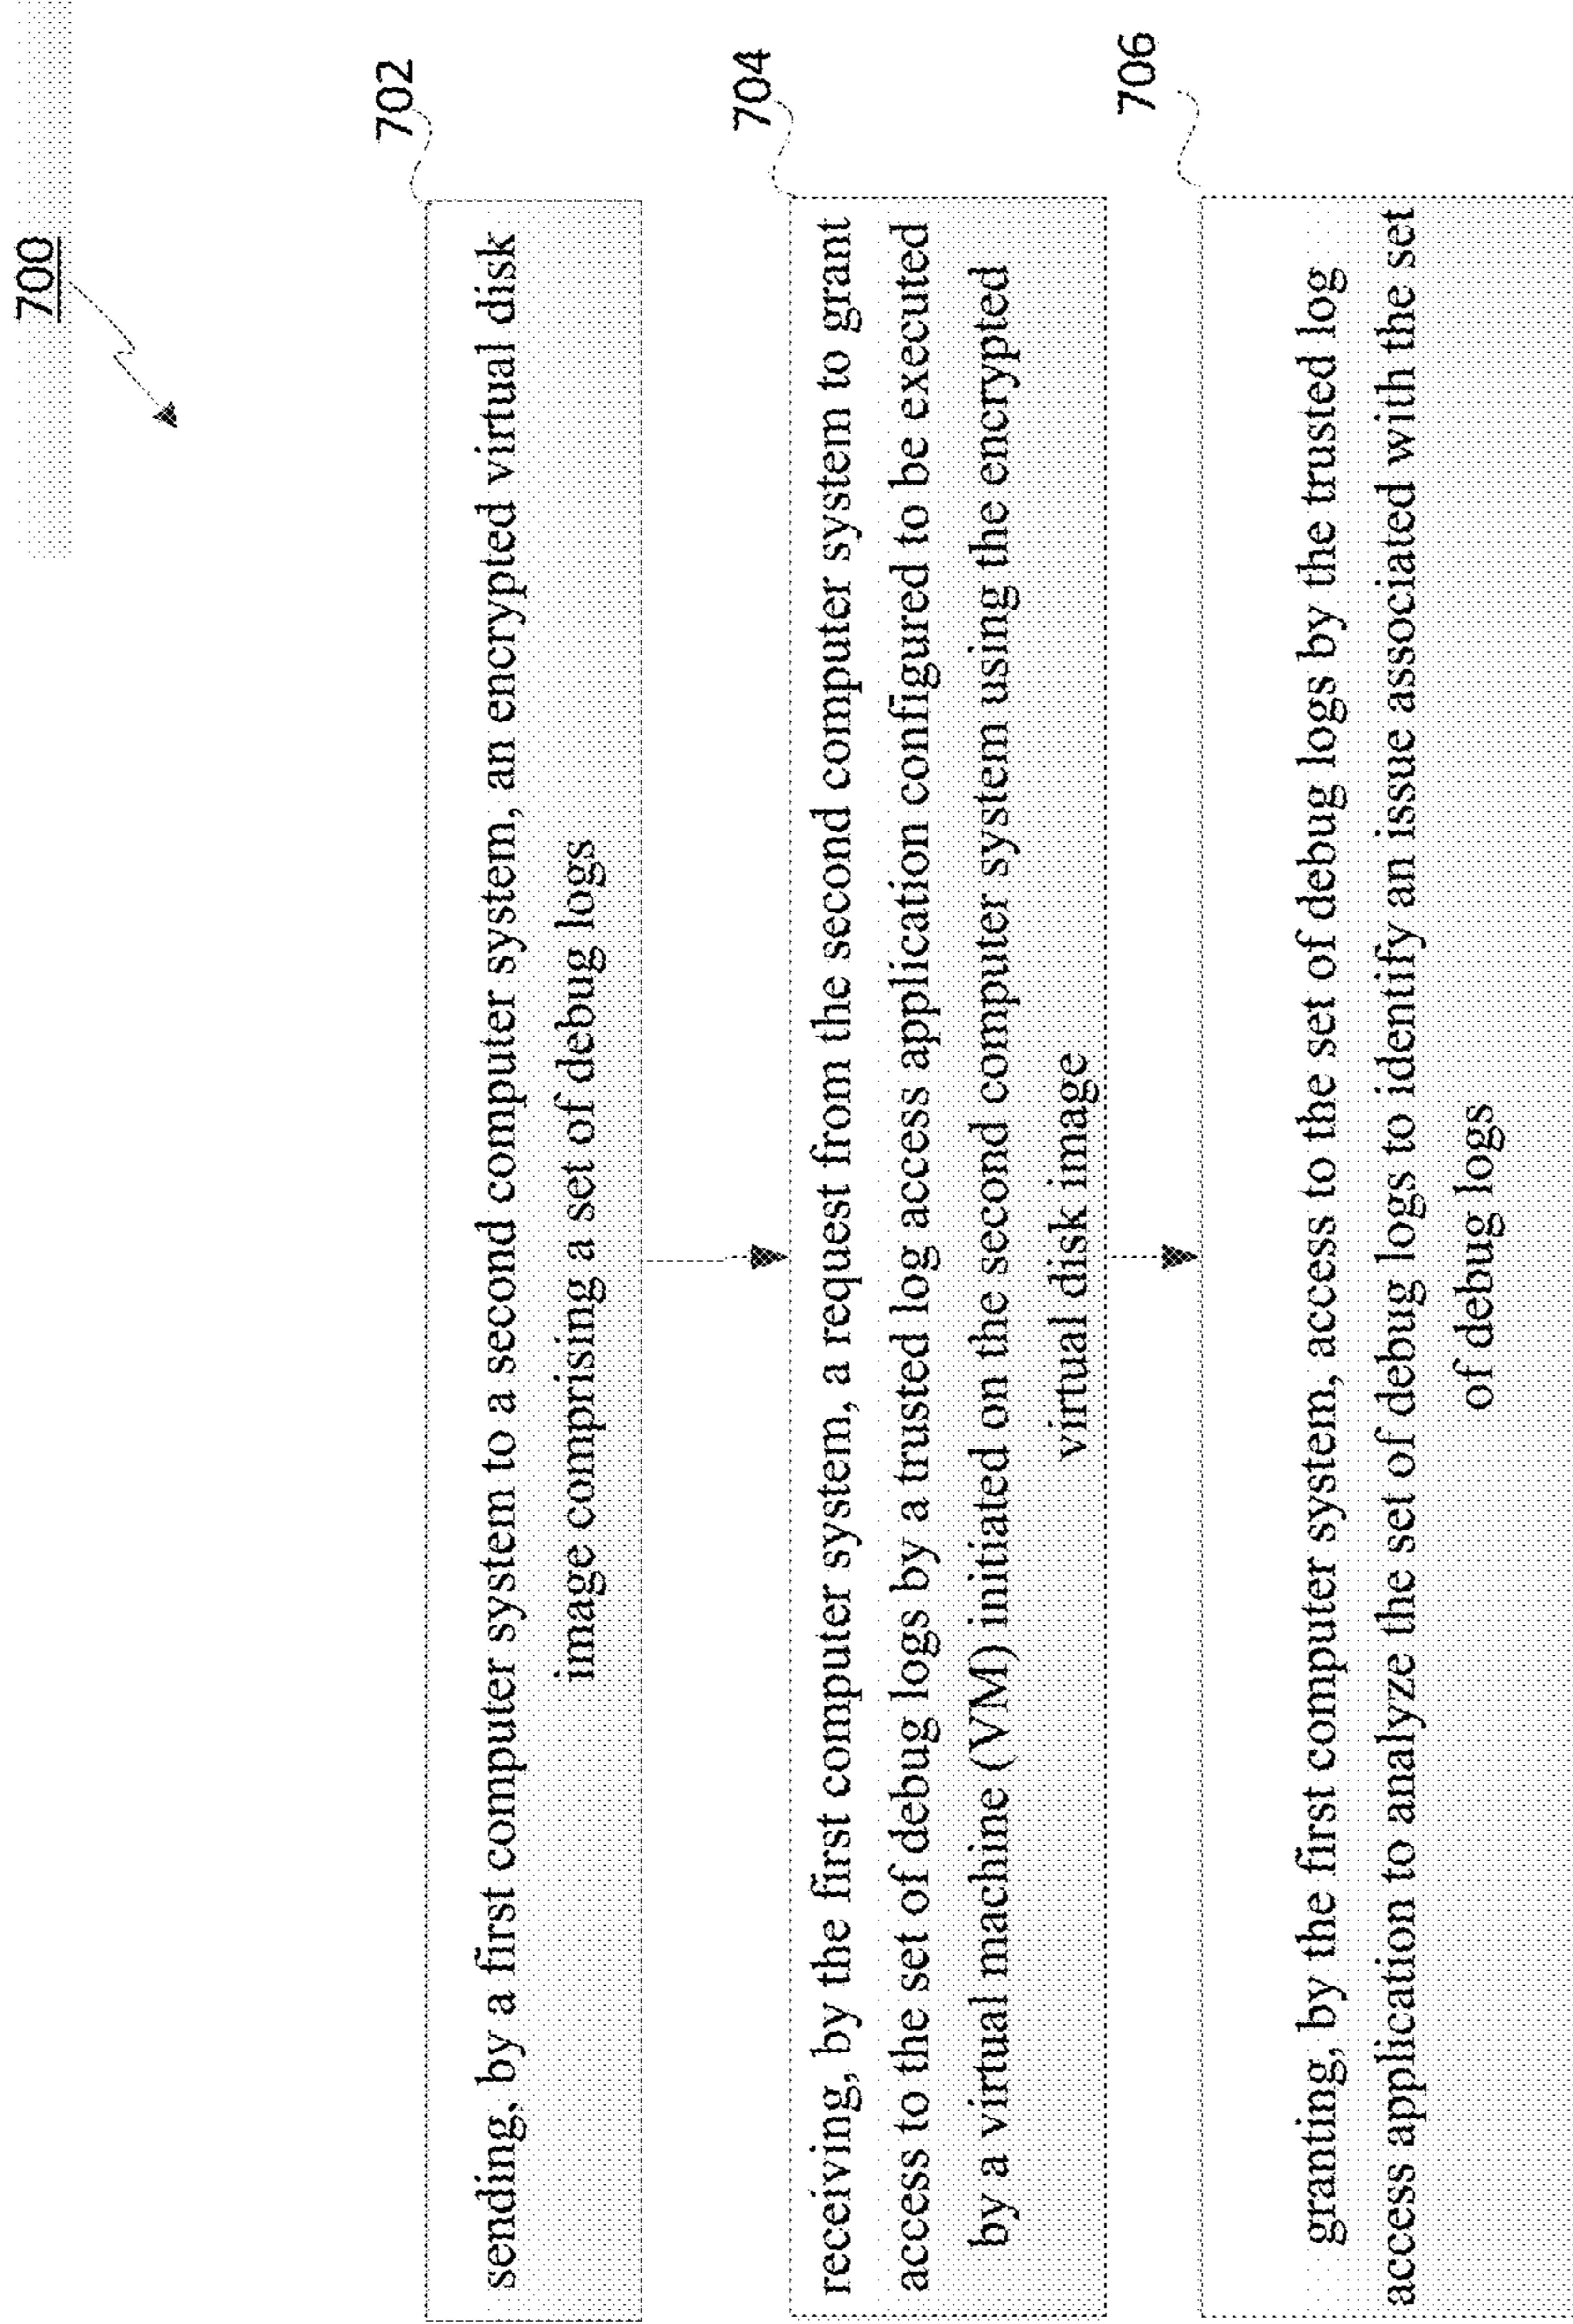 700
702
sending, by a first computer system to a second computer system, an encrypted virtual disk
image comprising a set of debug logs
704
receiving, by the first computer system, a request from the second computer system to grant
access to the set of debug logs by a trusted log access application configured to be executed
by a virtual machine (VM) initiated on the second computer system using the encrypted
virtual disk image
706
granting, by the first computer system, access to the set of debug logs by the trusted log
access application to analyze the set of debug logs to identify an issue associated with the set
of debug logs